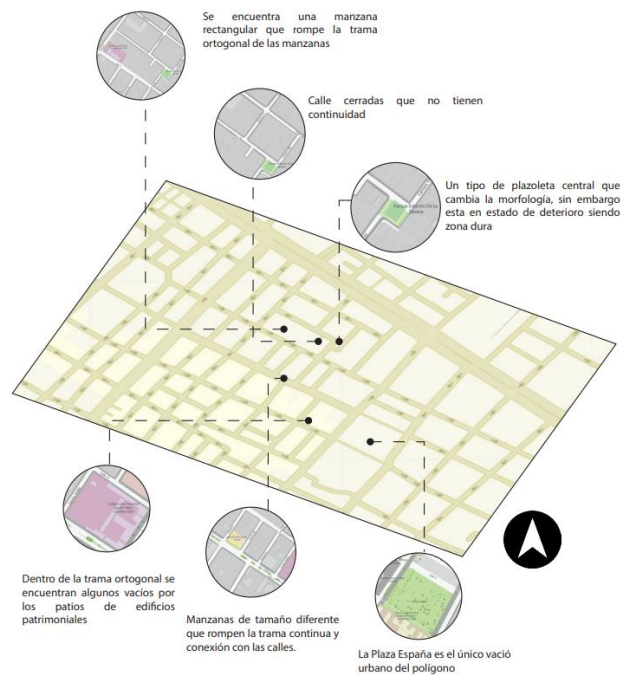 Se encuentra una manzana
rectangular que rompe la trama
ortogonal de las manzanas
Calle cerradas que no tienen
continuidad
Un tipo de plazoleta central que
cambia la morfología, sin embargo
esta en estado de deterioro siendo
zona dura
Dentro de la trama ortogonal se
encuentran algunos vacíos por
los patios de edificios
patrimoniales
Manzanas de tamaño diferente
que rompen la trama continua y
conexión con las calles.
La Plaza España es el único vació
urbano del polígono